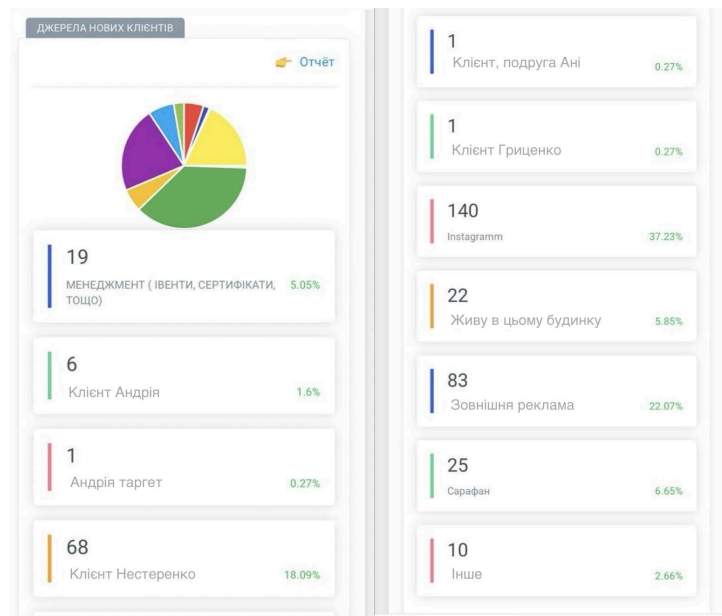 ДЖЕРЕЛА НОВИХ КЛІЄНТІВ
👉 Отчёт
19
МЕНЕДЖМЕНТ ( ІВЕНТИ, СЕРТИФІКАТИ, 5.05%
ТОЩО)
6
Клієнт Андрія 1.6%
1
Андрія таргет 0.27%
68
Клієнт Нестеренко 18.09%
1
Клієнт, подруга Ані 0.27%
1
Клієнт Гриценко 0.27%
140
Instagramm 37.23%
22
Живу в цьому будинку 5.85%
83
Зовнішня реклама 22.07%
25
Сарафан 6.65%
10
Інше 2.66%